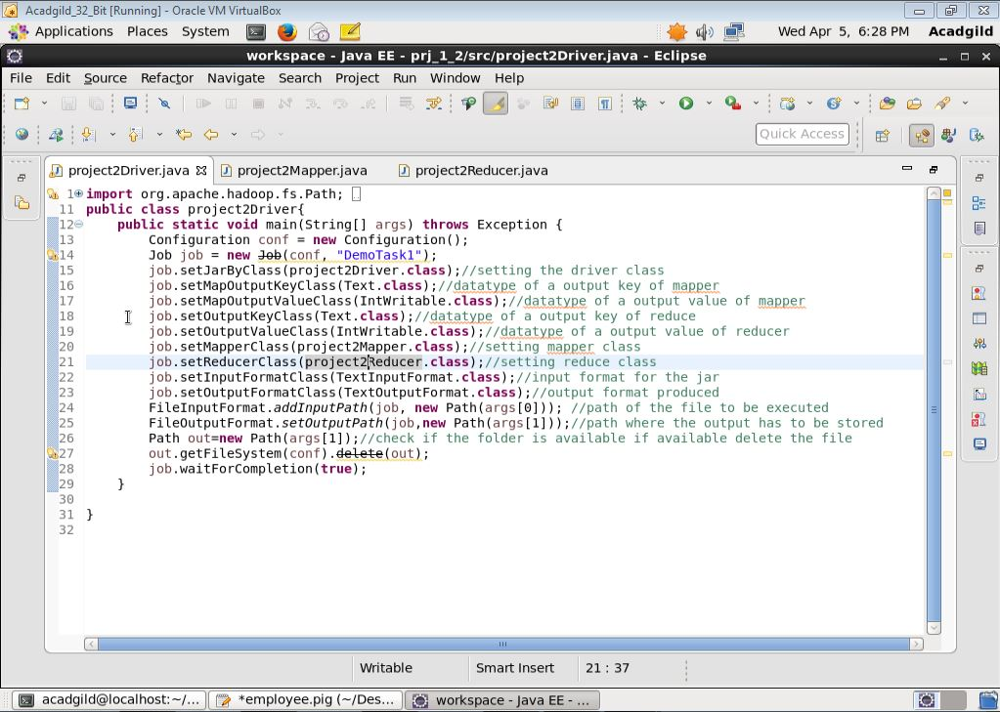 Acadgild_32_Bit [Running] - Oracle VM VirtualBox
Applications Places System Wed Apr 5, 6:28 PM Acadgild
workspace - Java EE - prj_1_2/src/project2Driver.java - Eclipse
File Edit Source Refactor Navigate Search Project Run Window Help
Quick Access
project2Driver.java project2Mapper.java project2Reducer.java
1 import org.apache.hadoop.fs.Path;
11 public class project2Driver{
12 public static void main(String[] args) throws Exception {
13 Configuration conf = new Configuration();
14 Job job = new Job(conf, "DemoTask1");
15 job.setJarByClass(project2Driver.class);//setting the driver class
16 job.setMapOutputKeyClass(Text.class);//datatype of a output key of mapper
17 job.setMapOutputValueClass(IntWritable.class);//datatype of a output value of mapper
18 job.setOutputKeyClass(Text.class);//datatype of a output key of reduce
19 job.setOutputValueClass(IntWritable.class);//datatype of a output value of reducer
20 job.setMapperClass(project2Mapper.class);//setting mapper class
21 job.setReducerClass(project2Reducer.class);//setting reduce class
22 job.setInputFormatClass(TextInputFormat.class);//input format for the jar
23 job.setOutputFormatClass(TextOutputFormat.class);//output format produced
24 FileInputFormat.addInputPath(job, new Path(args[0])); //path of the file to be executed
25 FileOutputFormat.setOutputPath(job,new Path(args[1]));//path where the output has to be stored
26 Path out=new Path(args[1]);//check if the folder is available if available delete the file
27 out.getFileSystem(conf).delete(out);
28 job.waitForCompletion(true);
29 }
30
31 }
32
Writable Smart Insert 21 : 37
acadgild@localhost:~/... *employee.pig (~/Des... workspace - Java EE - ...